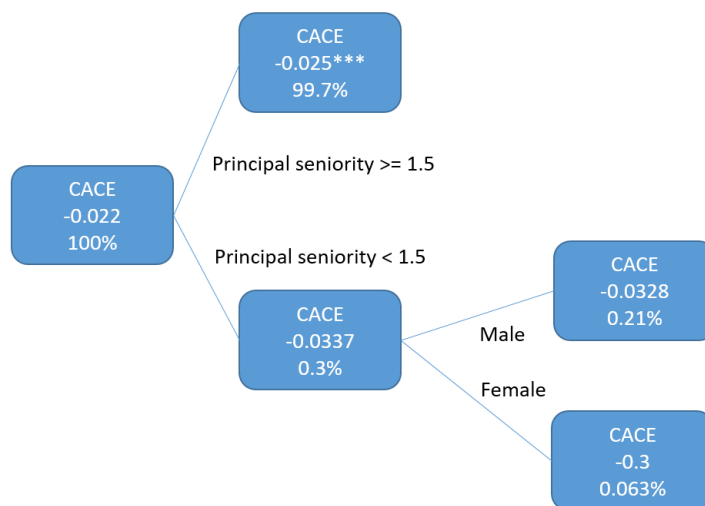 CACE
-0.025***
99.7%
Principal seniority >= 1.5
CACE
-0.022
100%
Principal seniority < 1.5
CACE
-0.0337
0.3%
CACE
-0.0328
0.21%
Male
Female
CACE
-0.3
0.063%